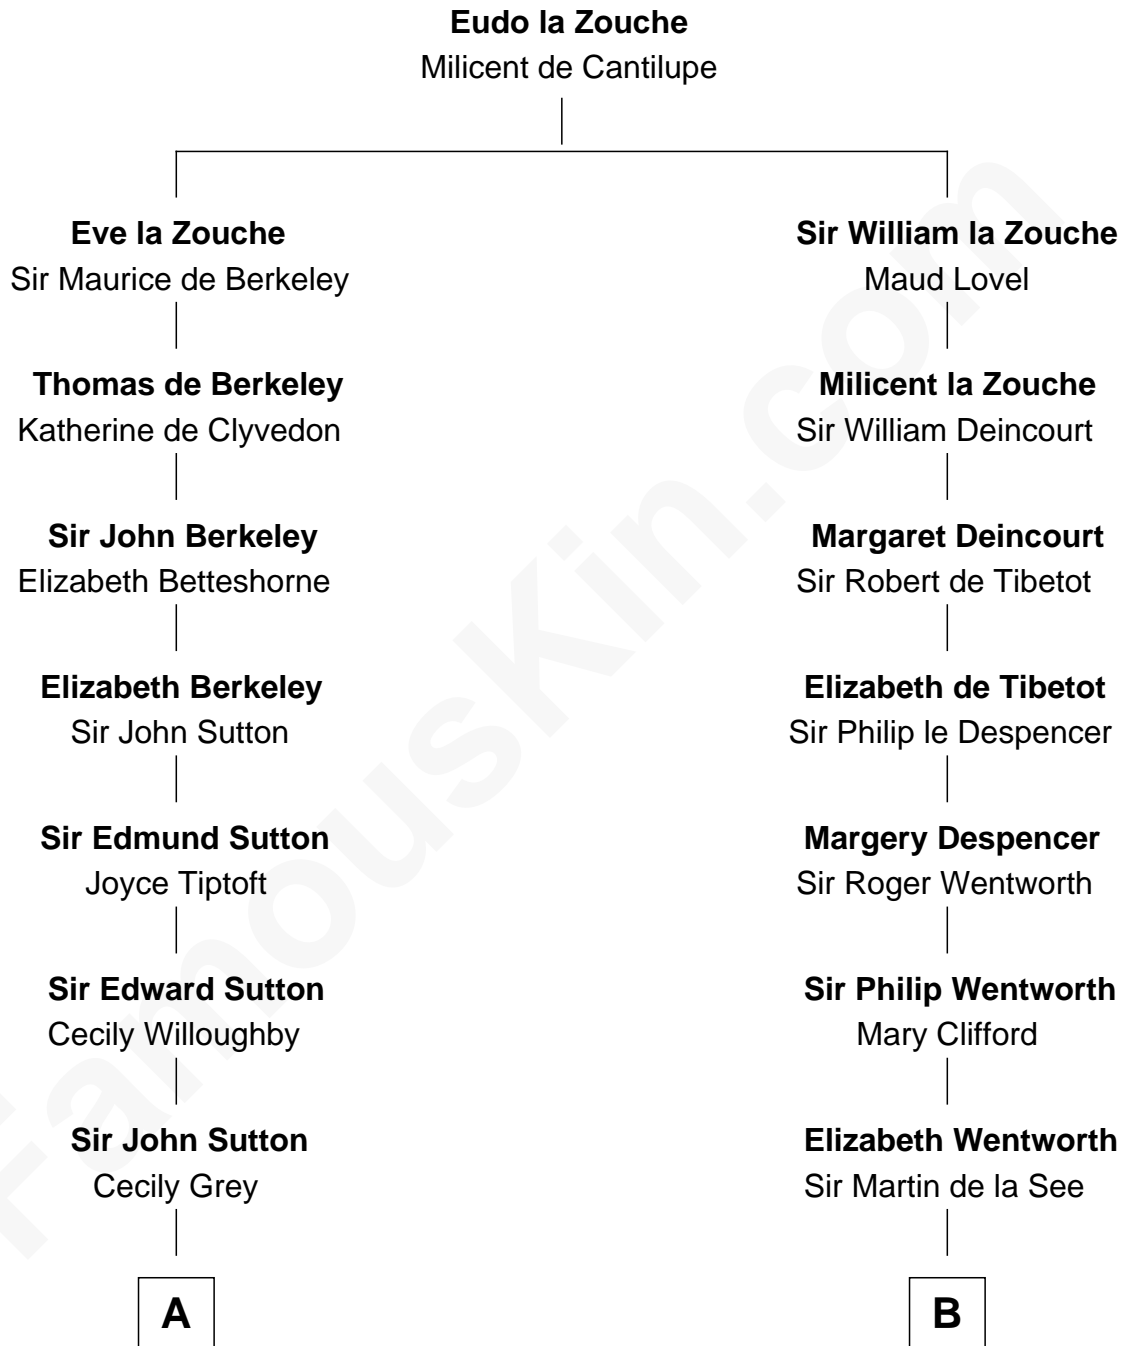 Eudo la Zouche
Milicent de Cantilupe
Eve la Zouche
Sir Maurice de Berkeley
Sir William la Zouche
Maud Lovel
Thomas de Berkeley
Katherine de Clyvedon
Milicent la Zouche
Sir William Deincourt
Sir John Berkeley
Elizabeth Betteshorne
Margaret Deincourt
Sir Robert de Tibetot
Elizabeth Berkeley
Sir John Sutton
Elizabeth de Tibetot
Sir Philip le Despencer
Sir Edmund Sutton
Joyce Tiptoft
Margery Despencer
Sir Roger Wentworth
Sir Edward Sutton
Cecily Willoughby
Sir Philip Wentworth
Mary Clifford
Sir John Sutton
Cecily Grey
Elizabeth Wentworth
Sir Martin de la See
A
B
FamousKin.com